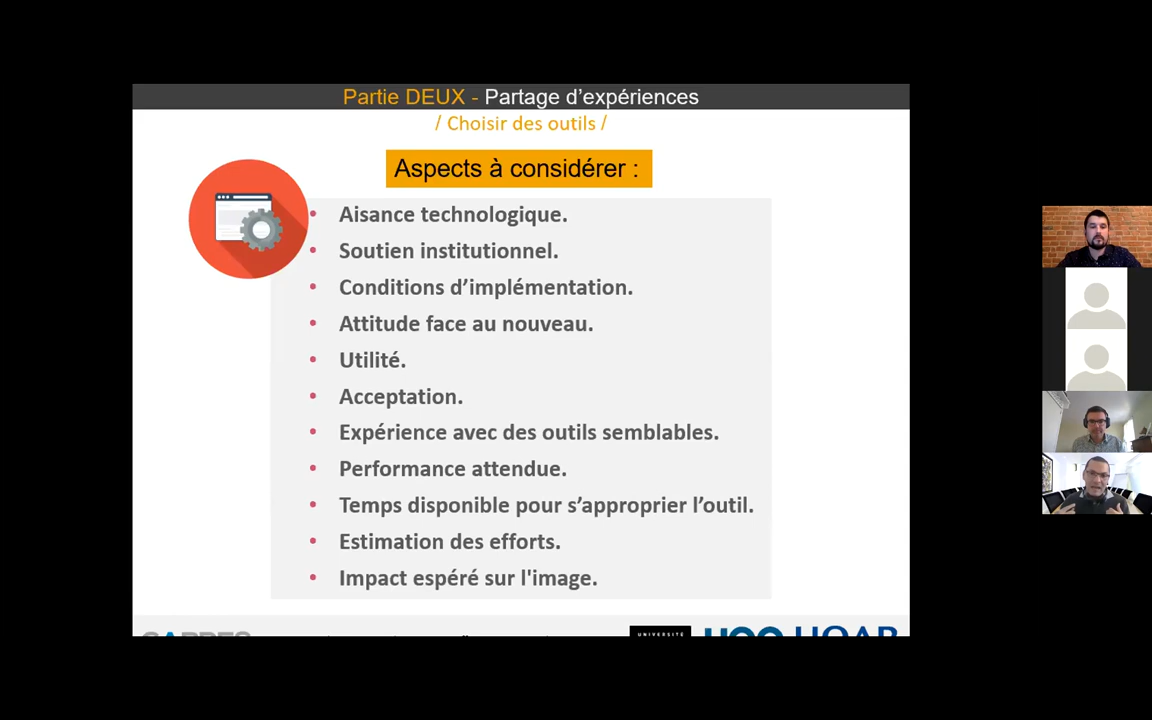 Partie DEUX - Partage d’expériences
/ Choisir des outils /
Aspects à considérer :
• Aisance technologique.
• Soutien institutionnel.
• Conditions d’implémentation.
• Attitude face au nouveau.
• Utilité.
• Acceptation.
• Expérience avec des outils semblables.
• Performance attendue.
• Temps disponible pour s’approprier l’outil.
• Estimation des efforts.
• Impact espéré sur l'image.
UNIVERSITÉ